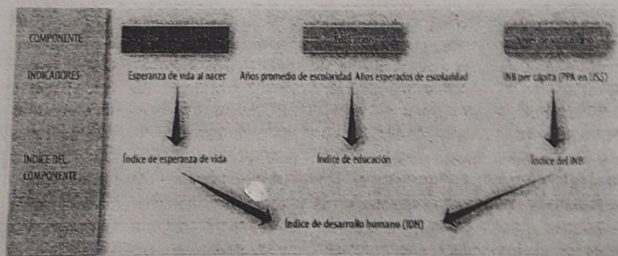 COMPONENTE Educación
INDICADORES Esperanza de vida al nacer Años promedio de escolaridad Años esperados de escolaridad INB per cápita (PPA en US$)
ÍNDICE DEL Índice de esperanza de vida Índice de educación Índice del INB
COMPONENTE
Índice de desarrollo humano (IDH)